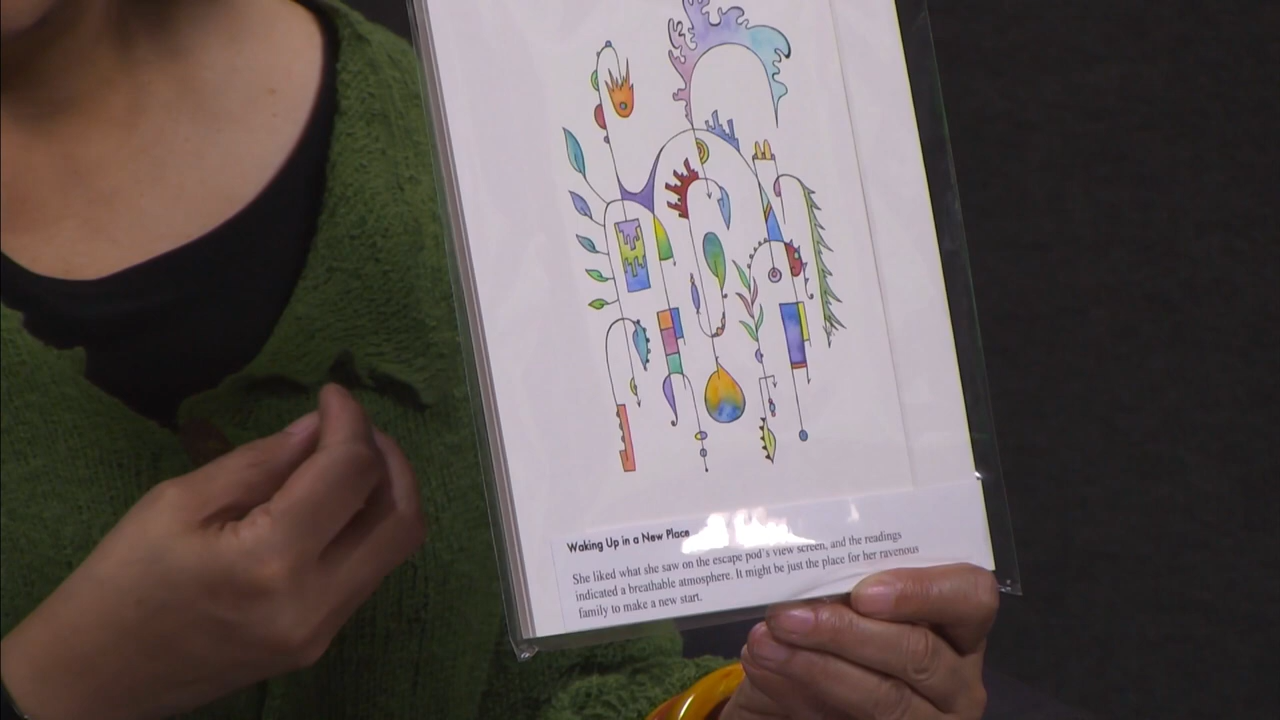 Waking Up in a New Place
She liked what she saw on the escape pod's view screen, and the readings
indicated a breathable atmosphere. It might be just the place for her ravenous
family to make a new start.